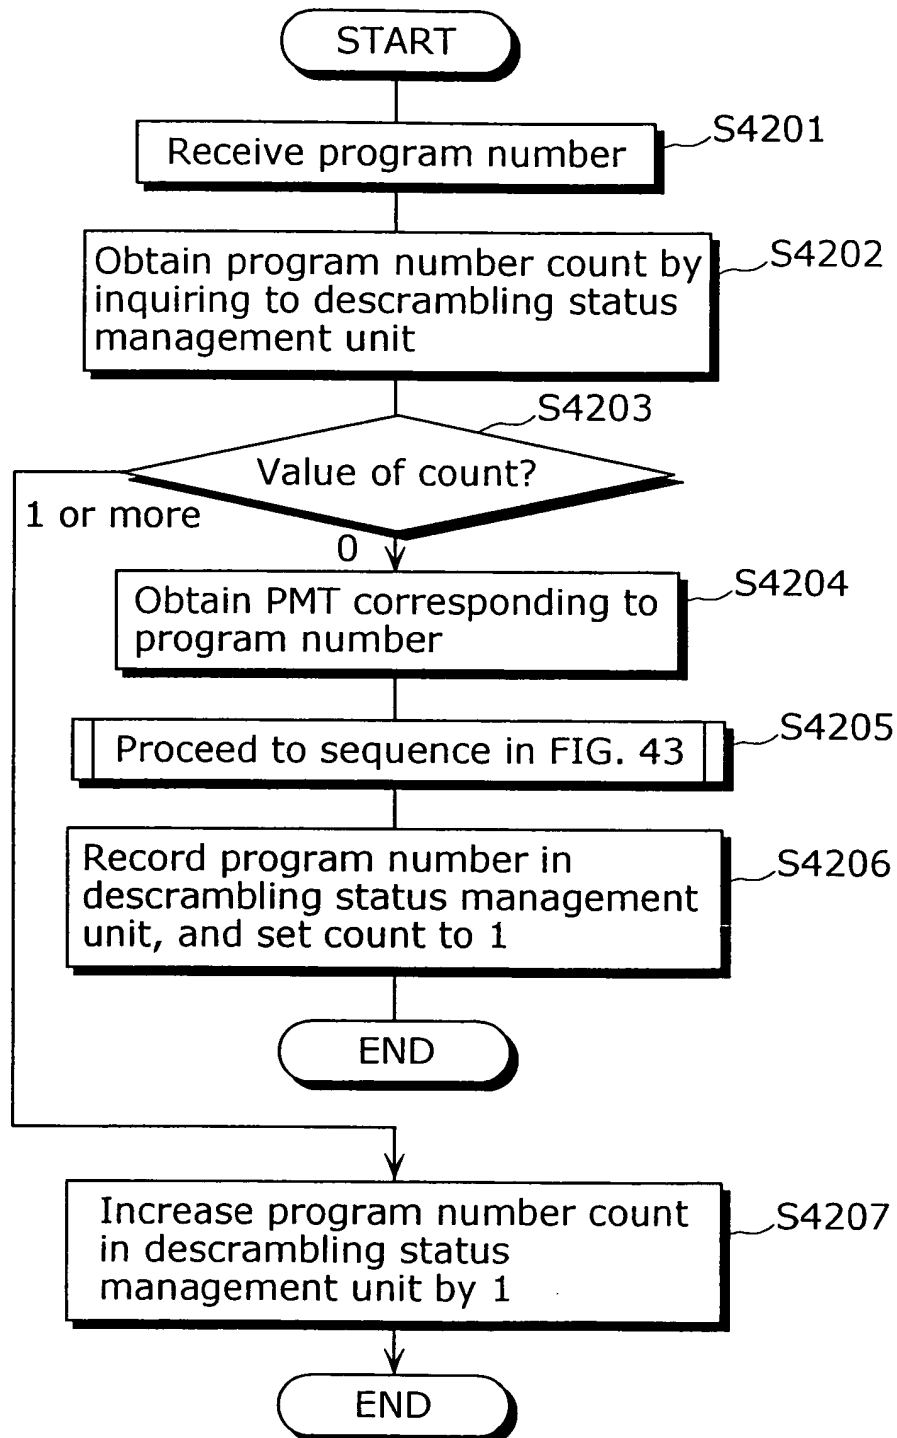 START
Receive program number
S4201
Obtain program number count by
inquiring to descrambling status
management unit
S4202
S4203
Value of count?
1 or more
0
Obtain PMT corresponding to
program number
S4204
Proceed to sequence in FIG. 43
S4205
Record program number in
descrambling status management
unit, and set count to 1
S4206
END
Increase program number count
in descrambling status
management unit by 1
S4207
END